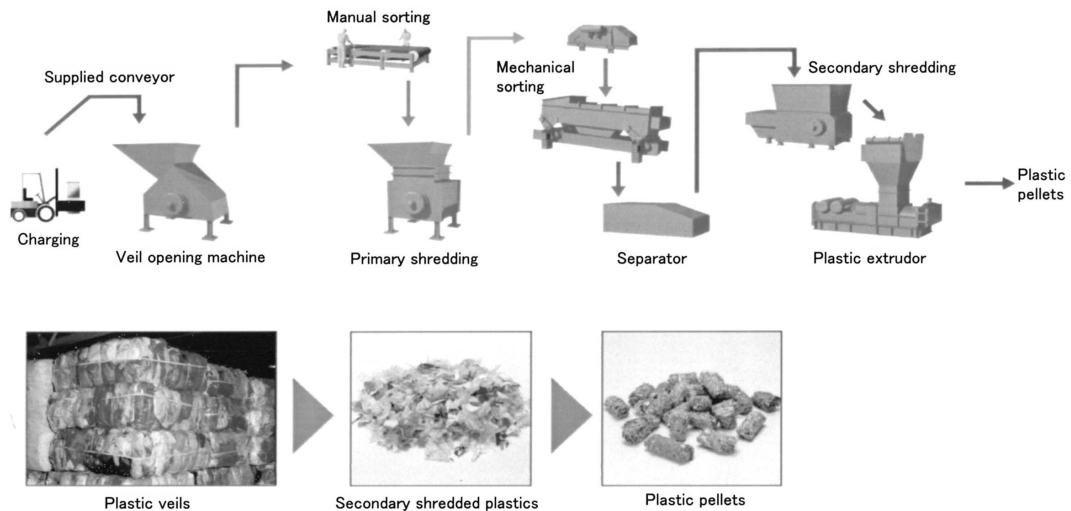 Manual sorting
Supplied conveyor
Mechanical
sorting
Secondary shredding
Plastic
pellets
Charging
Veil opening machine
Primary shredding
Separator
Plastic extrudor
Plastic veils
Secondary shredded plastics
Plastic pellets